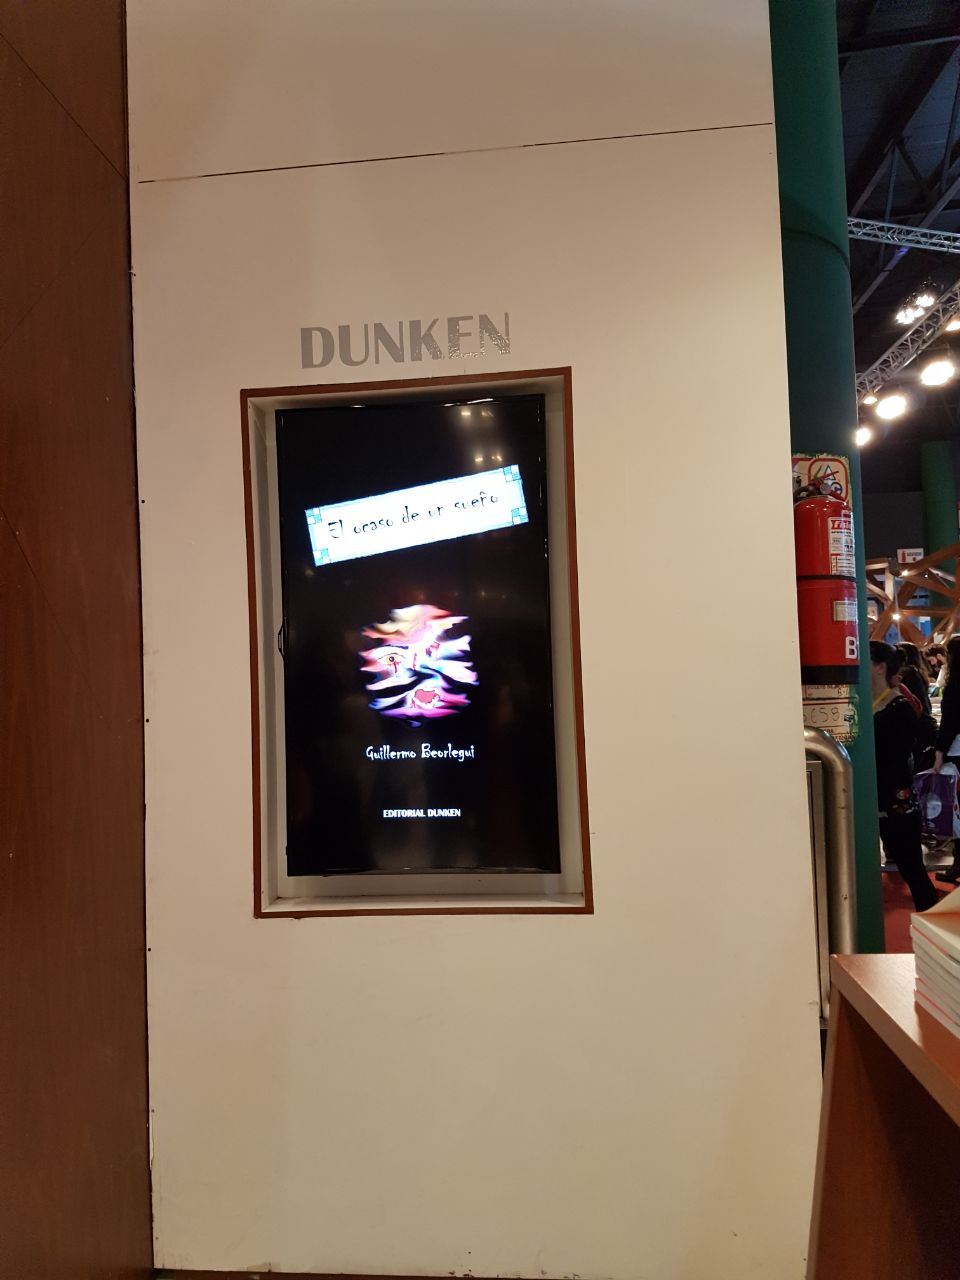 DUNKEN
El ocaso de un sueño
Guillermo Beorlegui
EDITORIAL DUNKEN